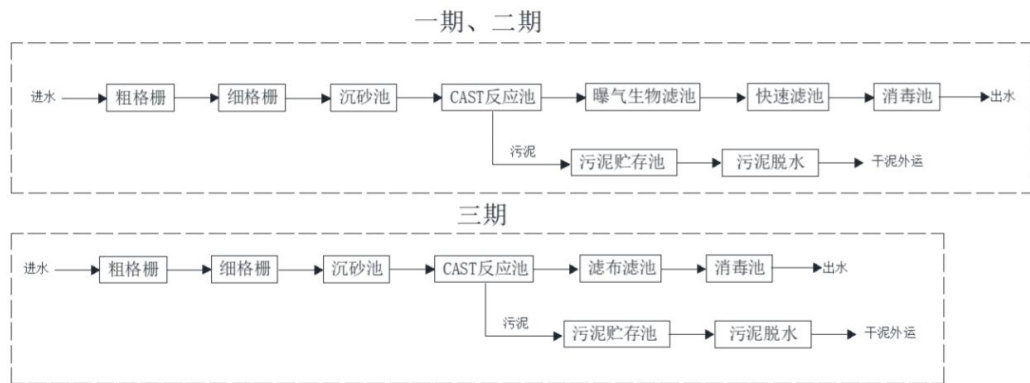 一期、二期
进水
粗格栅
细格栅
沉砂池
CAST反应池
曝气生物滤池
快速滤池
消毒池
出水
污泥
污泥贮存池
污泥脱水
干泥外运
三期
进水
粗格栅
细格栅
沉砂池
CAST反应池
滤布滤池
消毒池
出水
污泥
污泥贮存池
污泥脱水
干泥外运